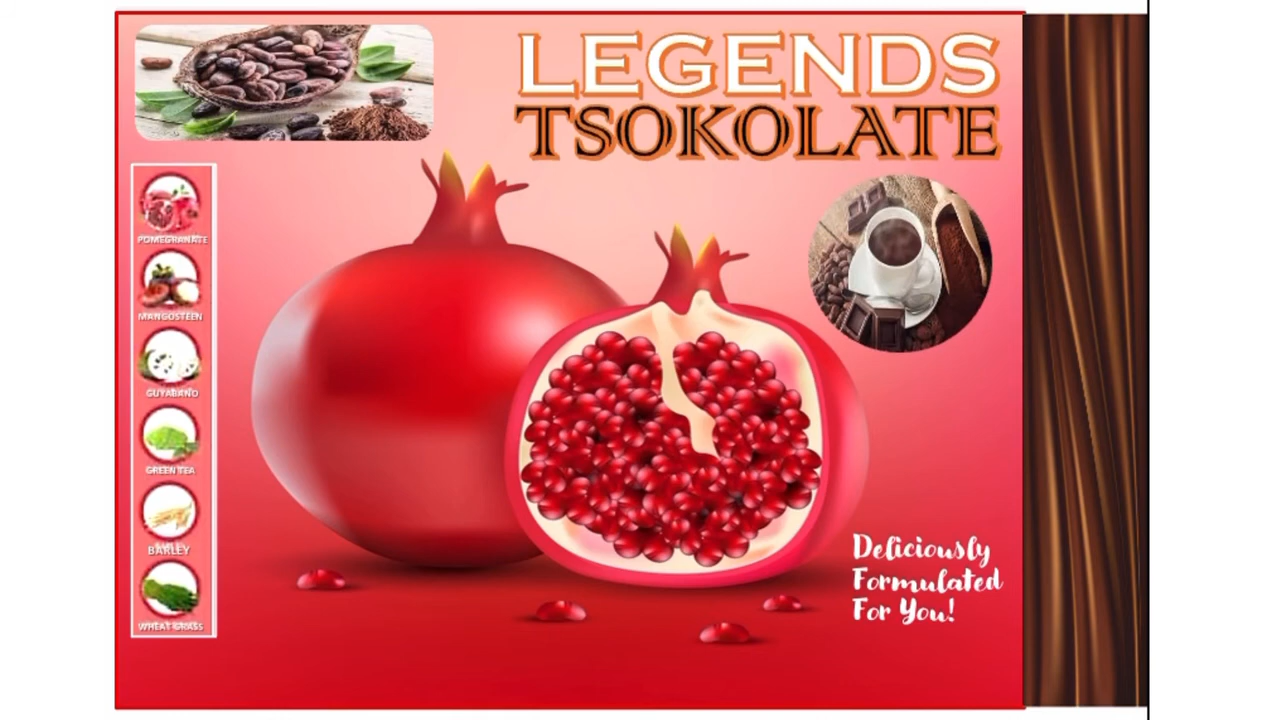 LEGENDS
TSOKOLATE
POMEGRANATE
MANGOSTEEN
GUYABANO
GREEN TEA
BARLEY
WHEAT GRASS
Deliciously
Formulated
For You!